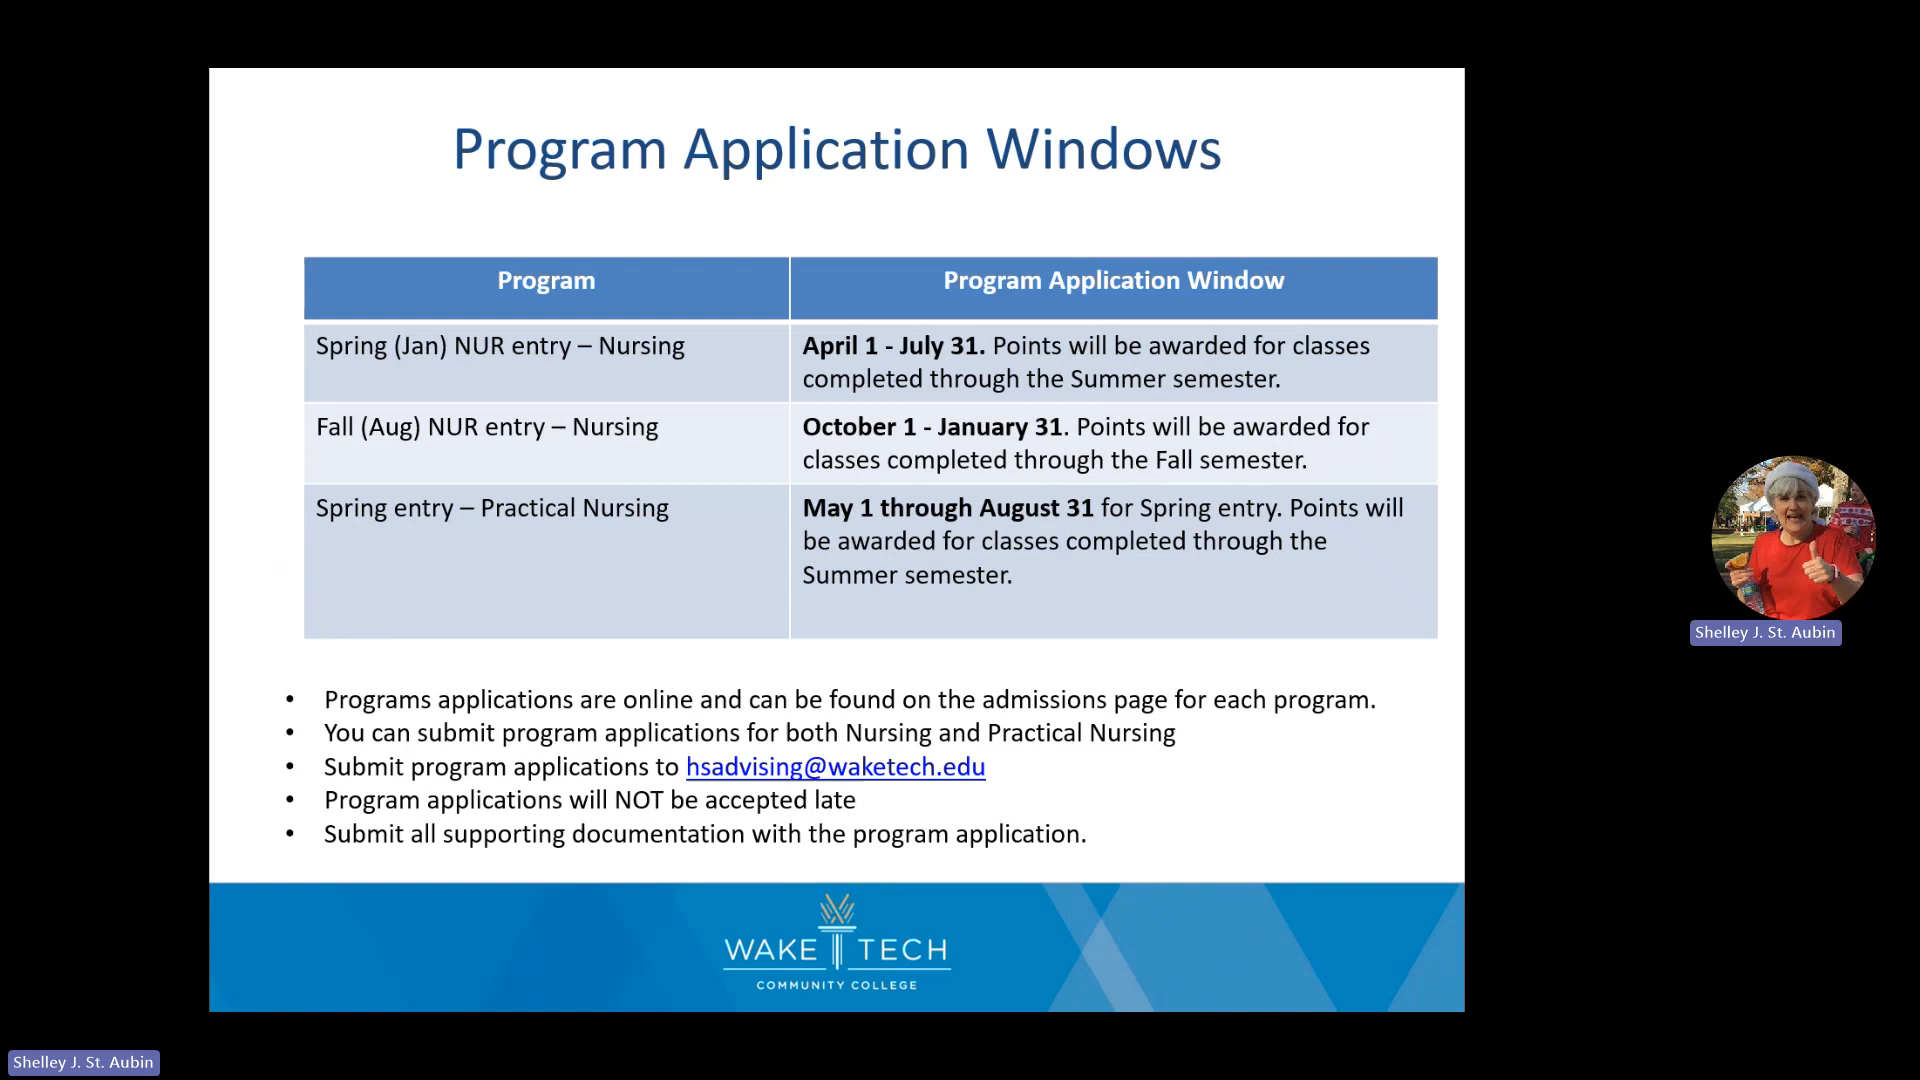 Program Application Windows
Program
Program Application Window
Spring (Jan) NUR entry – Nursing
April 1 - July 31. Points will be awarded for classes
completed through the Summer semester.
Fall (Aug) NUR entry – Nursing
October 1 - January 31. Points will be awarded for
classes completed through the Fall semester.
Spring entry – Practical Nursing
May 1 through August 31 for Spring entry. Points will
be awarded for classes completed through the
Summer semester.
• Programs applications are online and can be found on the admissions page for each program.
• You can submit program applications for both Nursing and Practical Nursing
• Submit program applications to hsadvising@waketech.edu
• Program applications will NOT be accepted late
• Submit all supporting documentation with the program application.
WAKE TECH
COMMUNITY COLLEGE
Shelley J. St. Aubin
Shelley J. St. Aubin